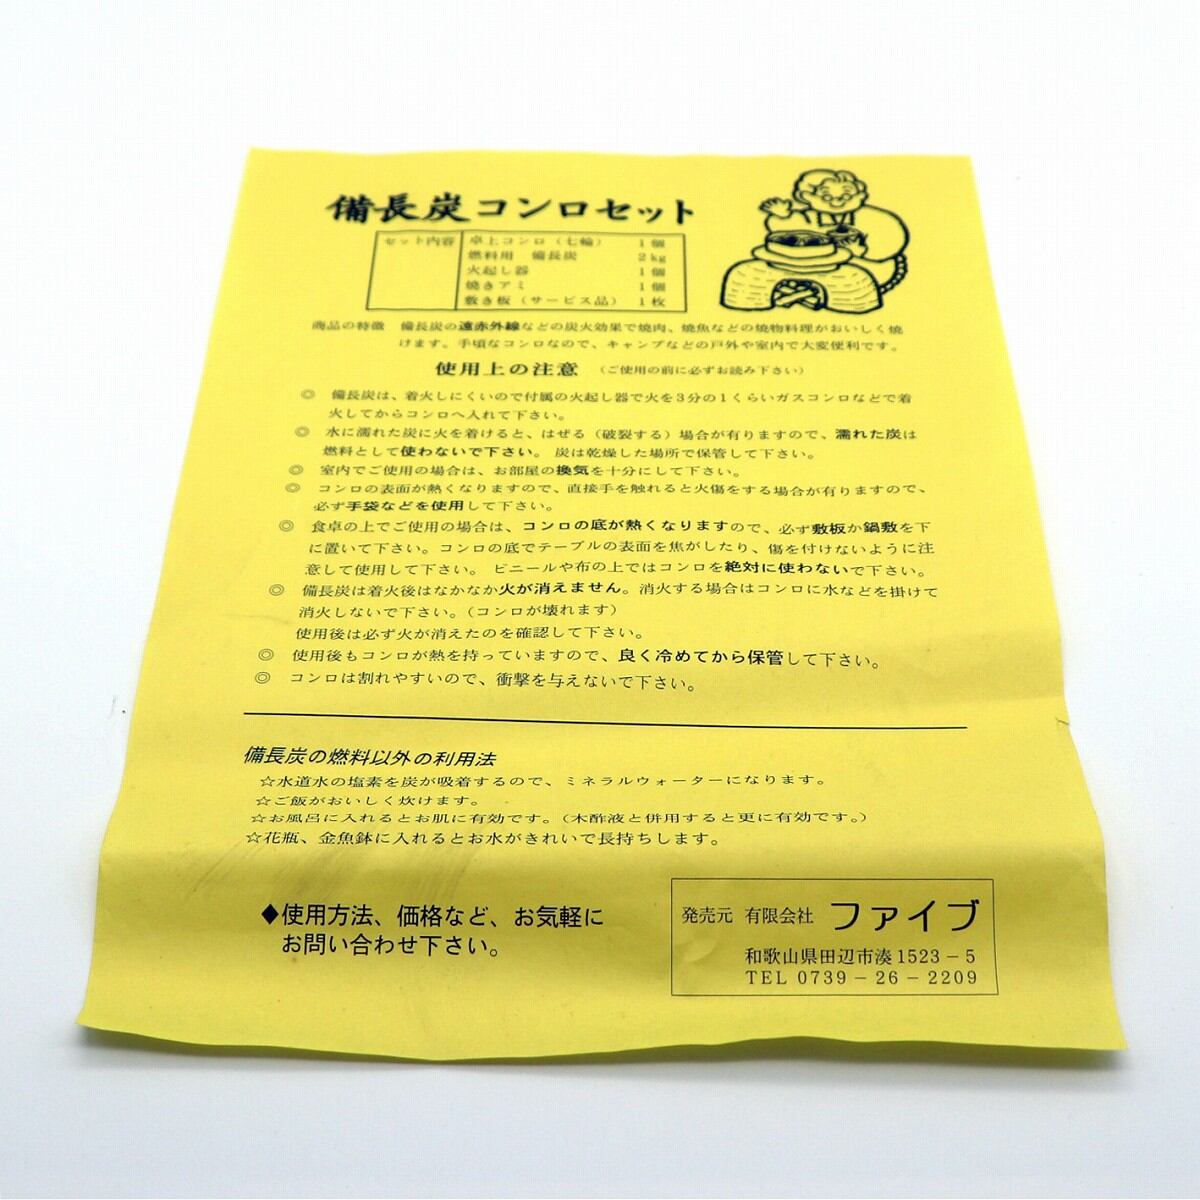 備長炭コンロセット
セット内容 卓上コンロ（七輪） 1個
燃料用 備長炭 2kg
火起し器 1個
焼きアミ 1個
敷き板（サービス品） 1枚
商品の特徴 備長炭の遠赤外線などの炭火効果で焼肉、焼魚などの焼物料理がおいしく焼
けます。手頃なコンロなので、キャンプなどの戸外や室内で大変便利です。
使用上の注意 （ご使用の前に必ずお読み下さい）
◎ 備長炭は、着火しにくいので付属の火起し器で火を3分の1くらいガスコンロなどで着
火してからコンロへ入れて下さい。
◎ 水に濡れた炭に火を着けると、はぜる（破裂する）場合が有りますので、濡れた炭は
燃料として使わないで下さい。 炭は乾燥した場所で保管して下さい。
◎ 室内でご使用の場合は、お部屋の換気を十分にして下さい。
◎ コンロの表面が熱くなりますので、直接手を触れると火傷をする場合が有りますので、
必ず手袋などを使用して下さい。
◎ 食卓の上でご使用の場合は、コンロの底が熱くなりますので、必ず敷板か鍋敷を下
に置いて下さい。コンロの底でテーブルの表面を焦がしたり、傷を付けないように注
意して使用して下さい。 ビニールや布の上ではコンロを絶対に使わないで下さい。
◎ 備長炭は着火後はなかなか火が消えません。消火する場合はコンロに水などを掛けて
消火しないで下さい。（コンロが壊れます）
使用後は必ず火が消えたのを確認して下さい。
◎ 使用後もコンロが熱を持っていますので、良く冷めてから保管して下さい。
◎ コンロは割れやすいので、衝撃を与えないで下さい。
備長炭の燃料以外の利用法
☆水道水の塩素を炭が吸着するので、ミネラルウォーターになります。
☆ご飯がおいしく炊けます。
☆お風呂に入れるとお肌に有効です。（木酢液と併用すると更に有効です。）
☆花瓶、金魚鉢に入れるとお水がきれいで長持ちします。
◆使用方法、価格など、お気軽に
お問い合わせ下さい。
発売元 有限会社 ファイブ
和歌山県田辺市湊1523－5
TEL 0739－26－2209